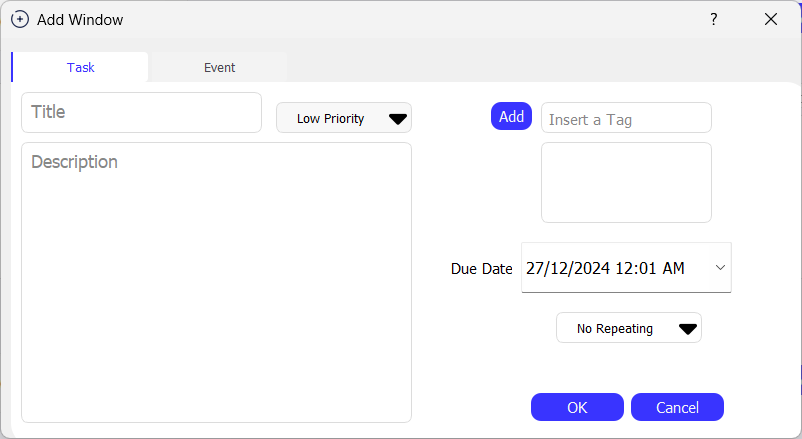 Add Window
?
Task
Event
Title
Low Priority
Add
Insert a Tag
Description
Due Date
27/12/2024 12:01 AM
No Repeating
OK
Cancel